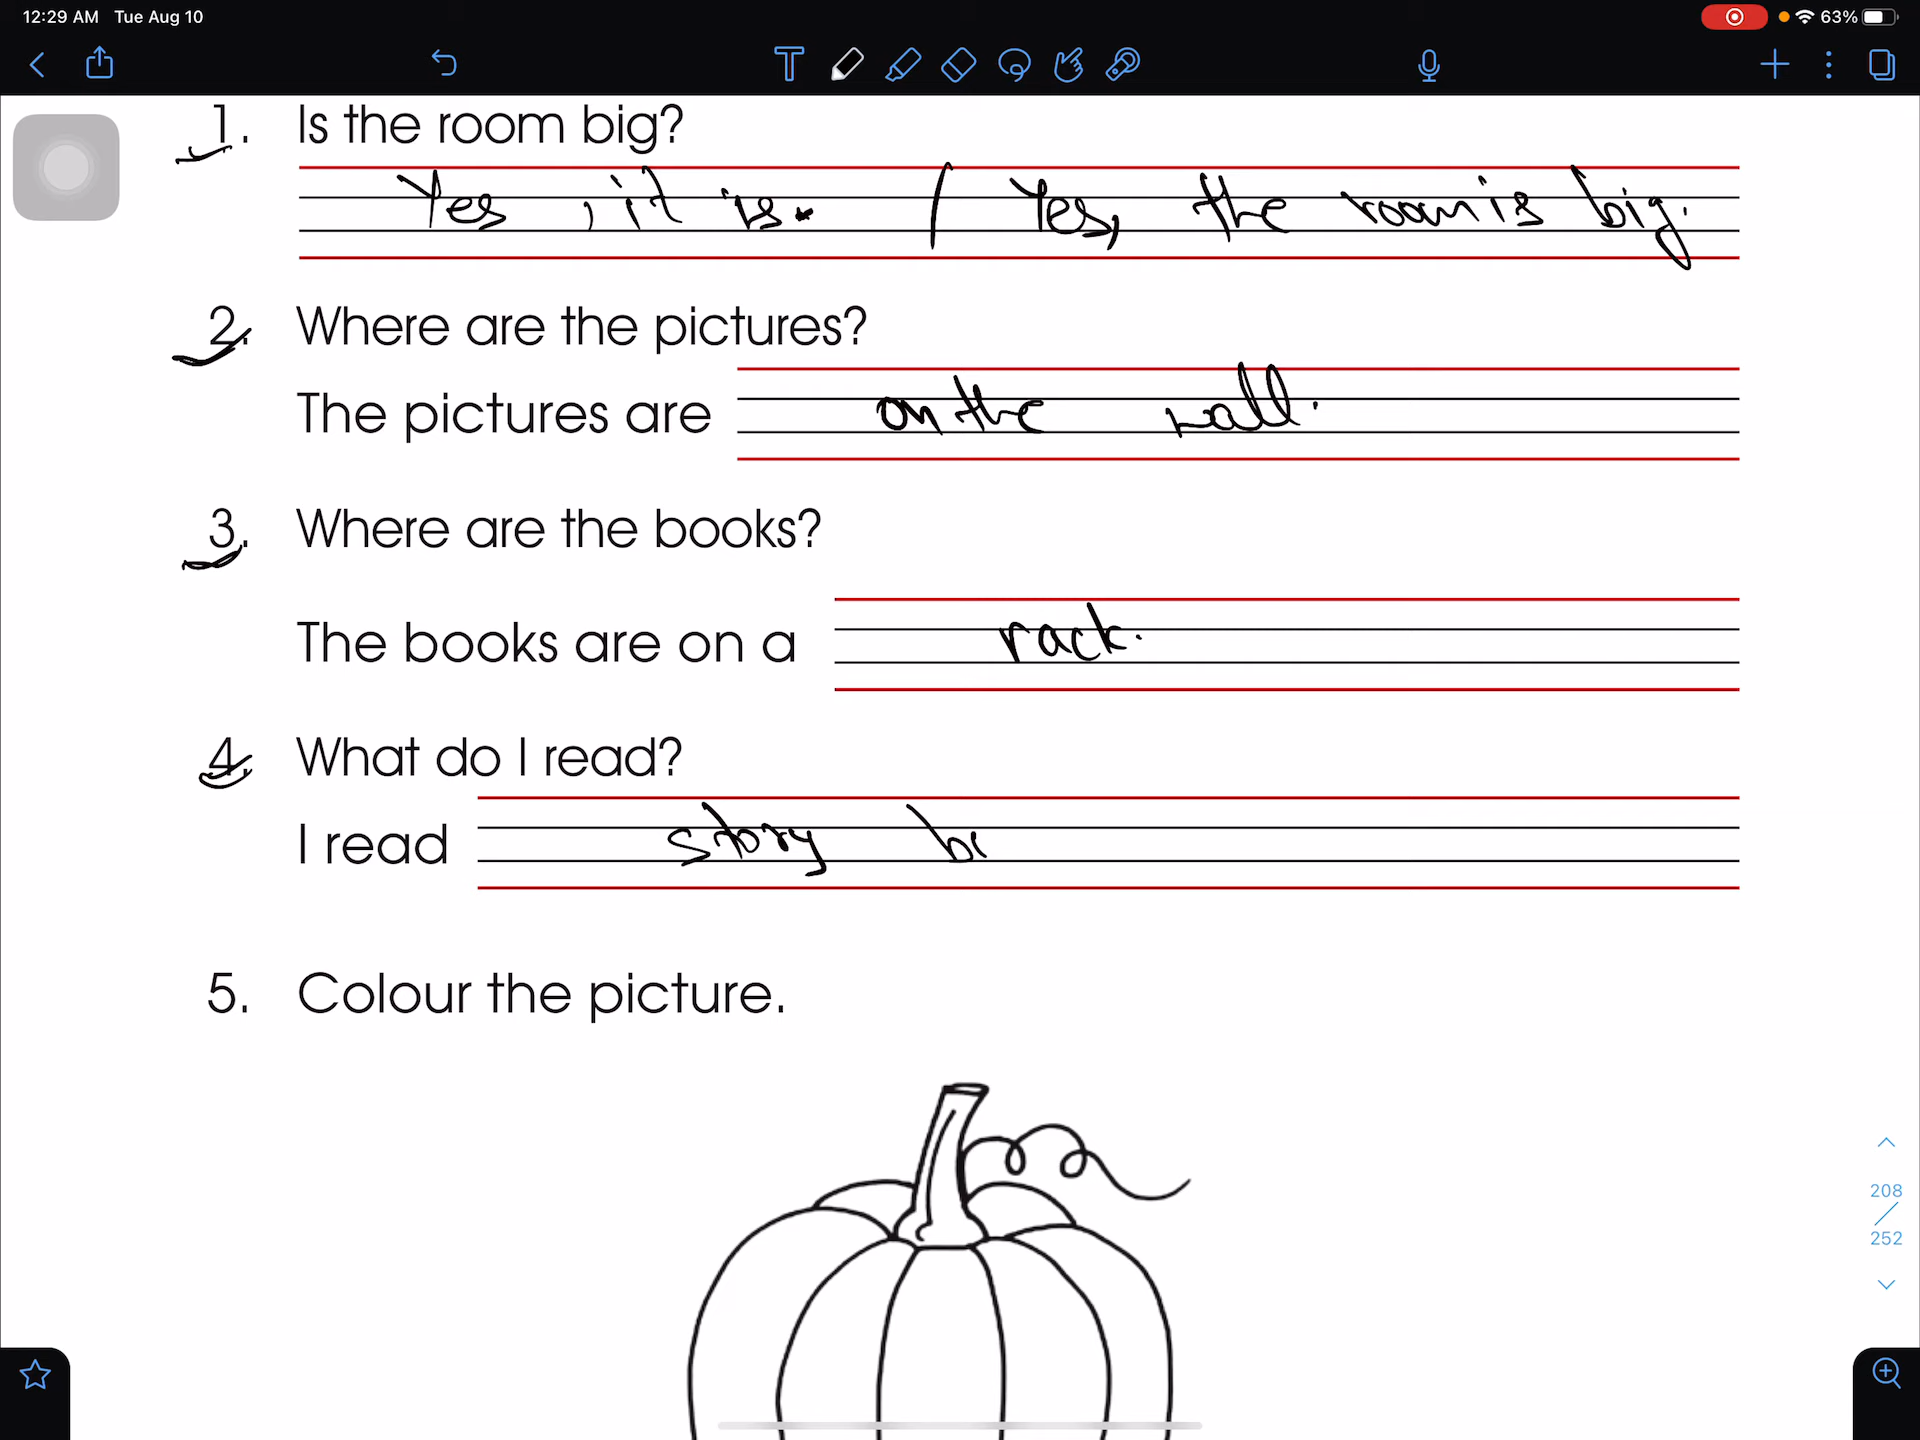 12:29 AM Tue Aug 10 63%
1. Is the room big?
Yes, it is. / Yes, the room is big.
2. Where are the pictures?
The pictures are on the wall.
3. Where are the books?
The books are on a rack.
4. What do I read?
I read story
5. Colour the picture.
208
252